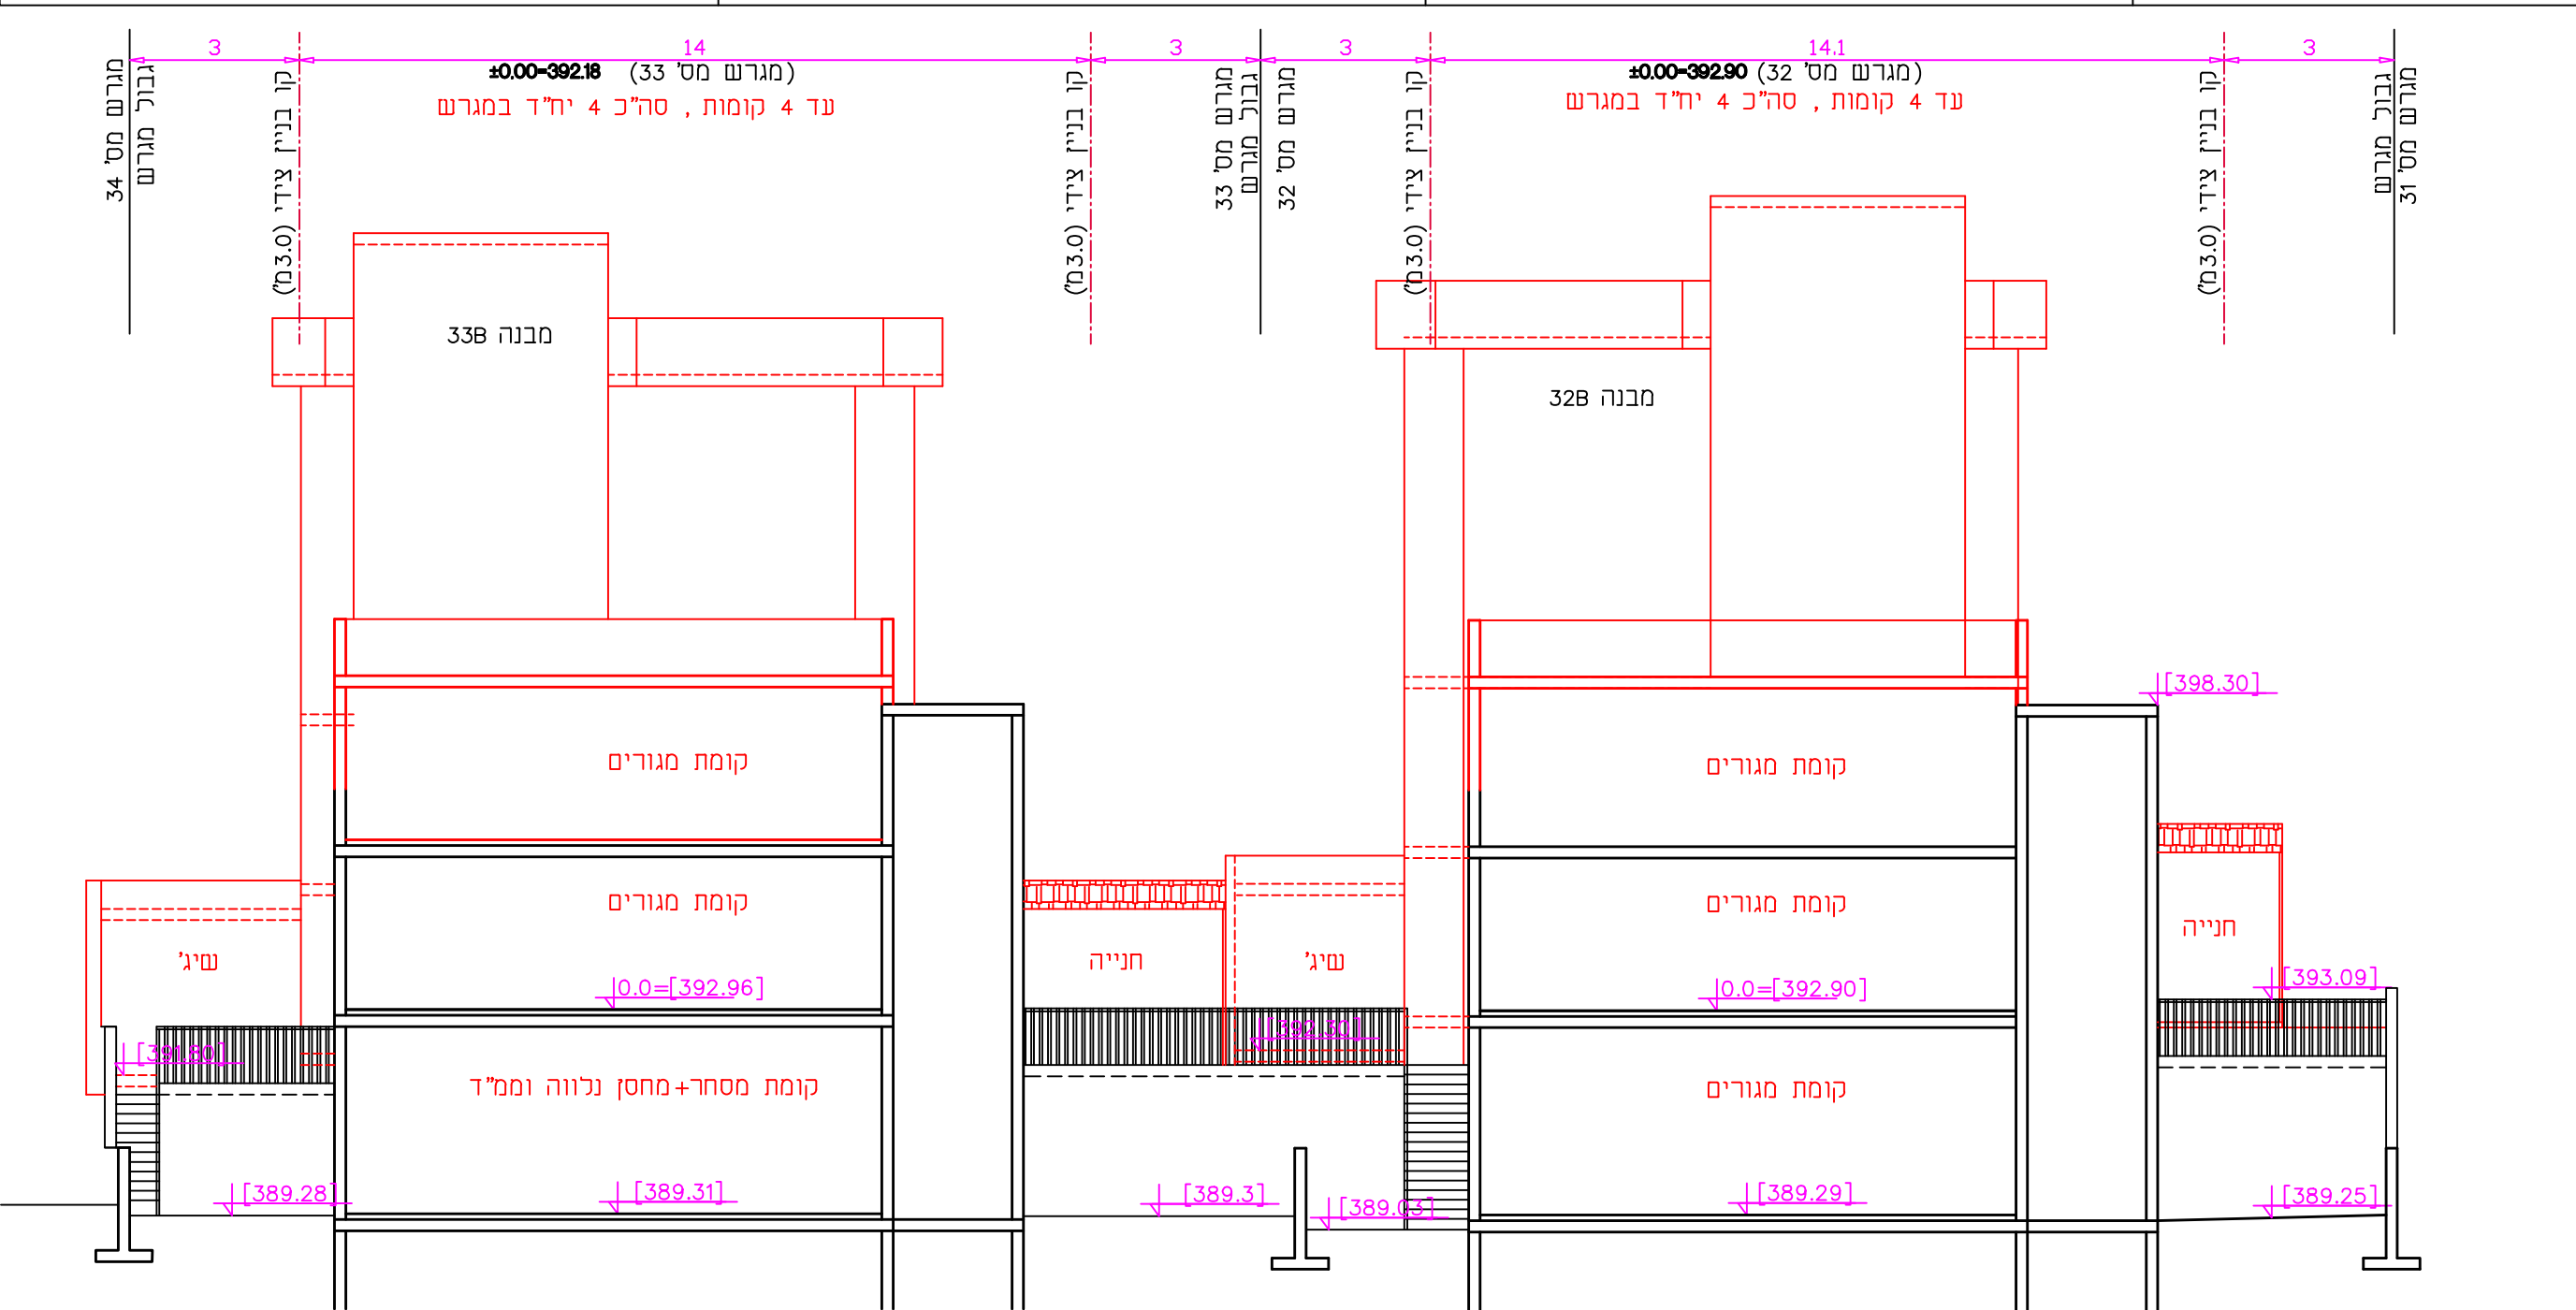 3
14
3
3
14.1
3
±0.00=392.18 (מגרש מס' 33)
עד 4 קומות , סה"כ 4 יח"ד במגרש
±0.00=392.90 (מגרש מס' 32)
עד 4 קומות , סה"כ 4 יח"ד במגרש
מגרש מס' 34
גבול מגרש
קו בניין צידי (3.0מ')
קו בניין צידי (3.0מ')
מגרש מס' 33
גבול מגרש
מגרש מס' 32
קו בניין צידי (3.0מ')
קו בניין צידי (3.0מ')
גבול מגרש
מגרש מס' 31
מבנה 33B
מבנה 32B
[398.30]
קומת מגורים
קומת מגורים
קומת מגורים
קומת מגורים
חנייה
שיג'
חנייה
שיג'
0.0=[392.96]
0.0=[392.90]
[393.09]
[392.30]
[391.80]
קומת מסחר+מחסן נלווה וממ"ד
קומת מגורים
[389.28]
[389.31]
[389.3]
[389.03]
[389.29]
[389.25]